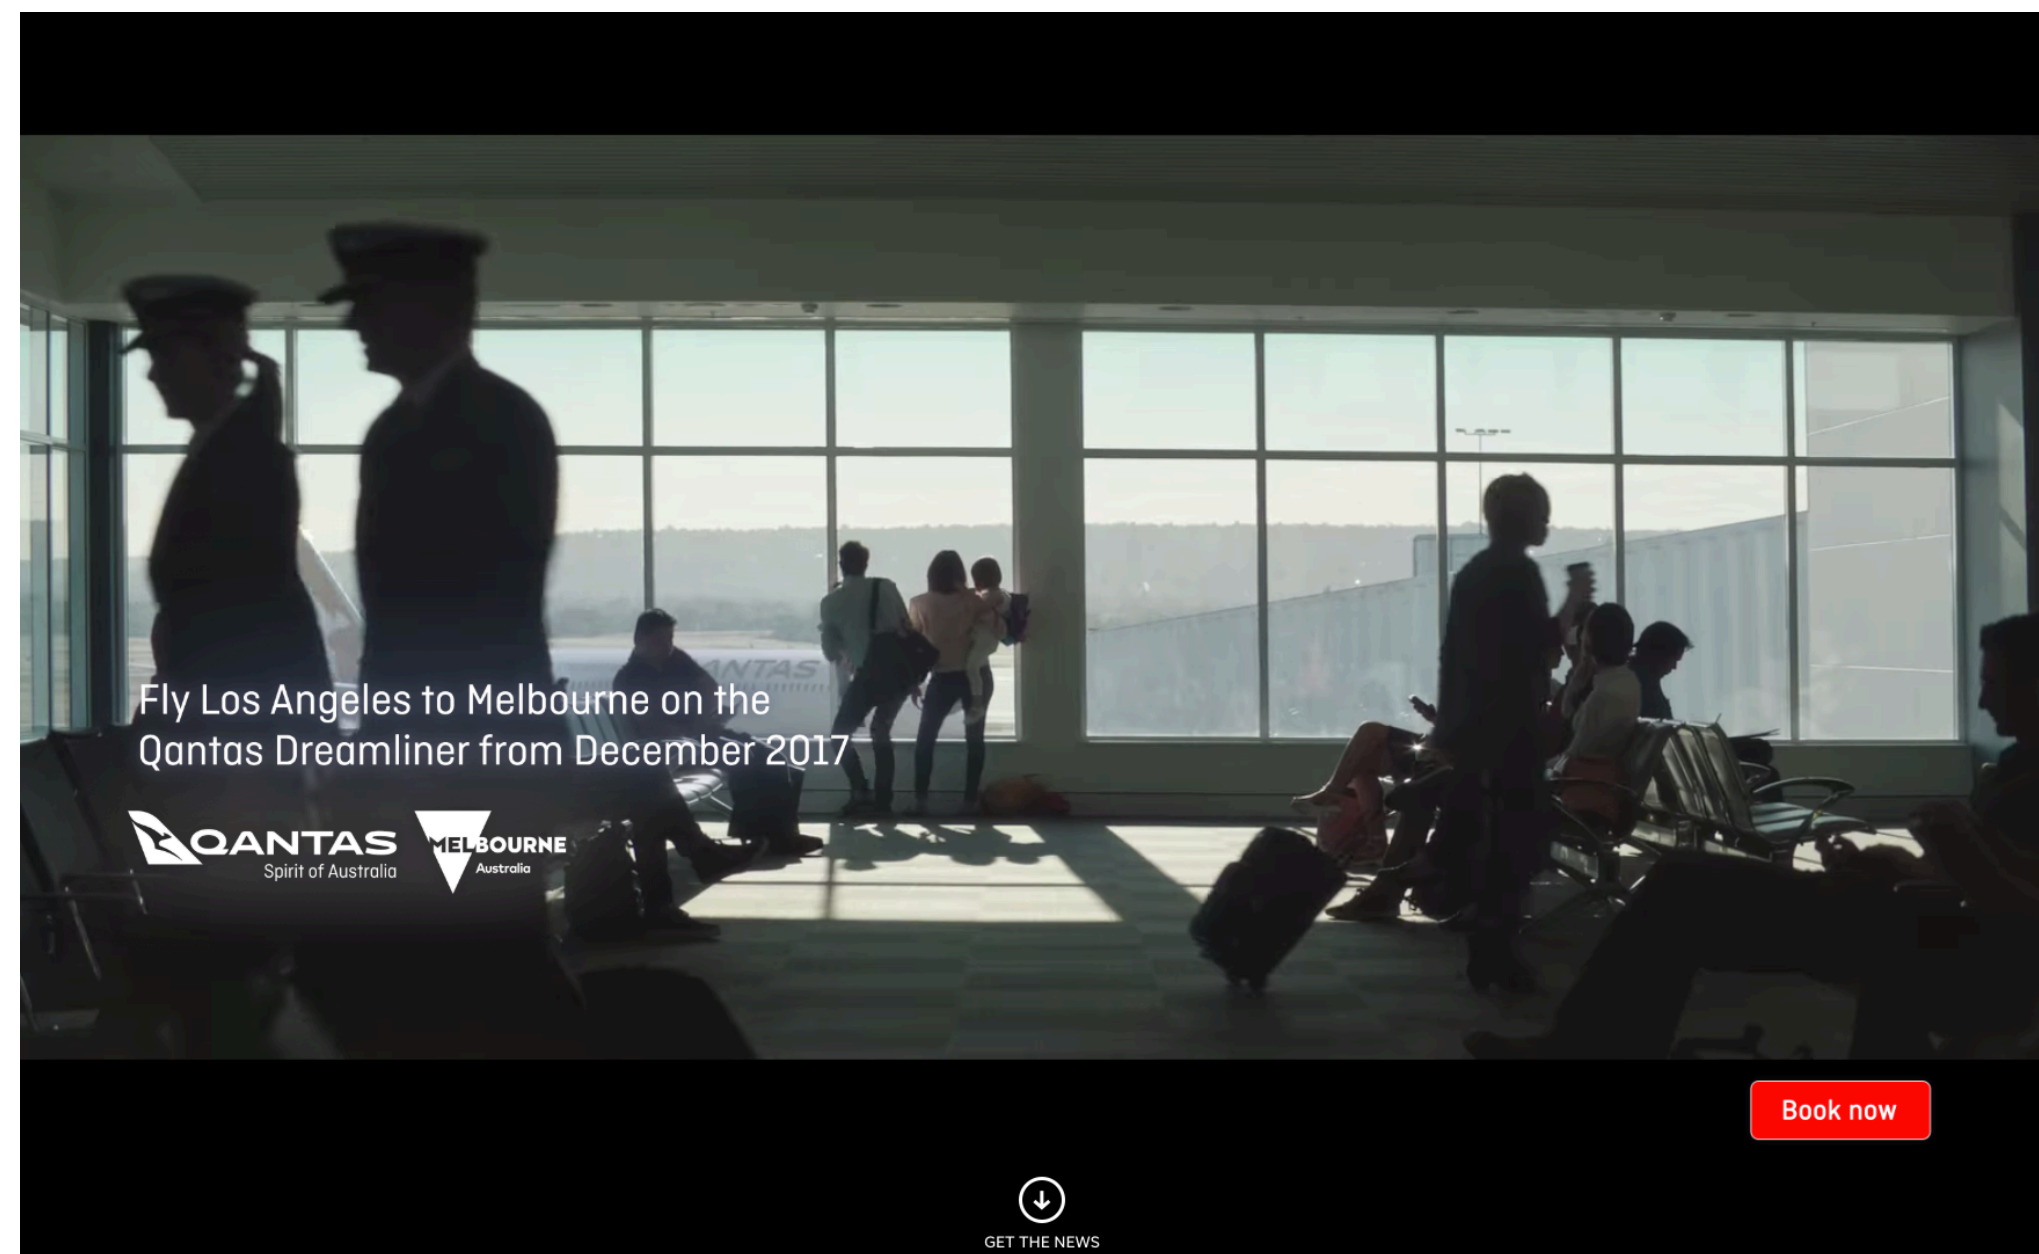 ANTAS
Fly Los Angeles to Melbourne on the
Qantas Dreamliner from December 2017
QANTAS
Spirit of Australia
MELBOURNE
Australia
Book now
GET THE NEWS